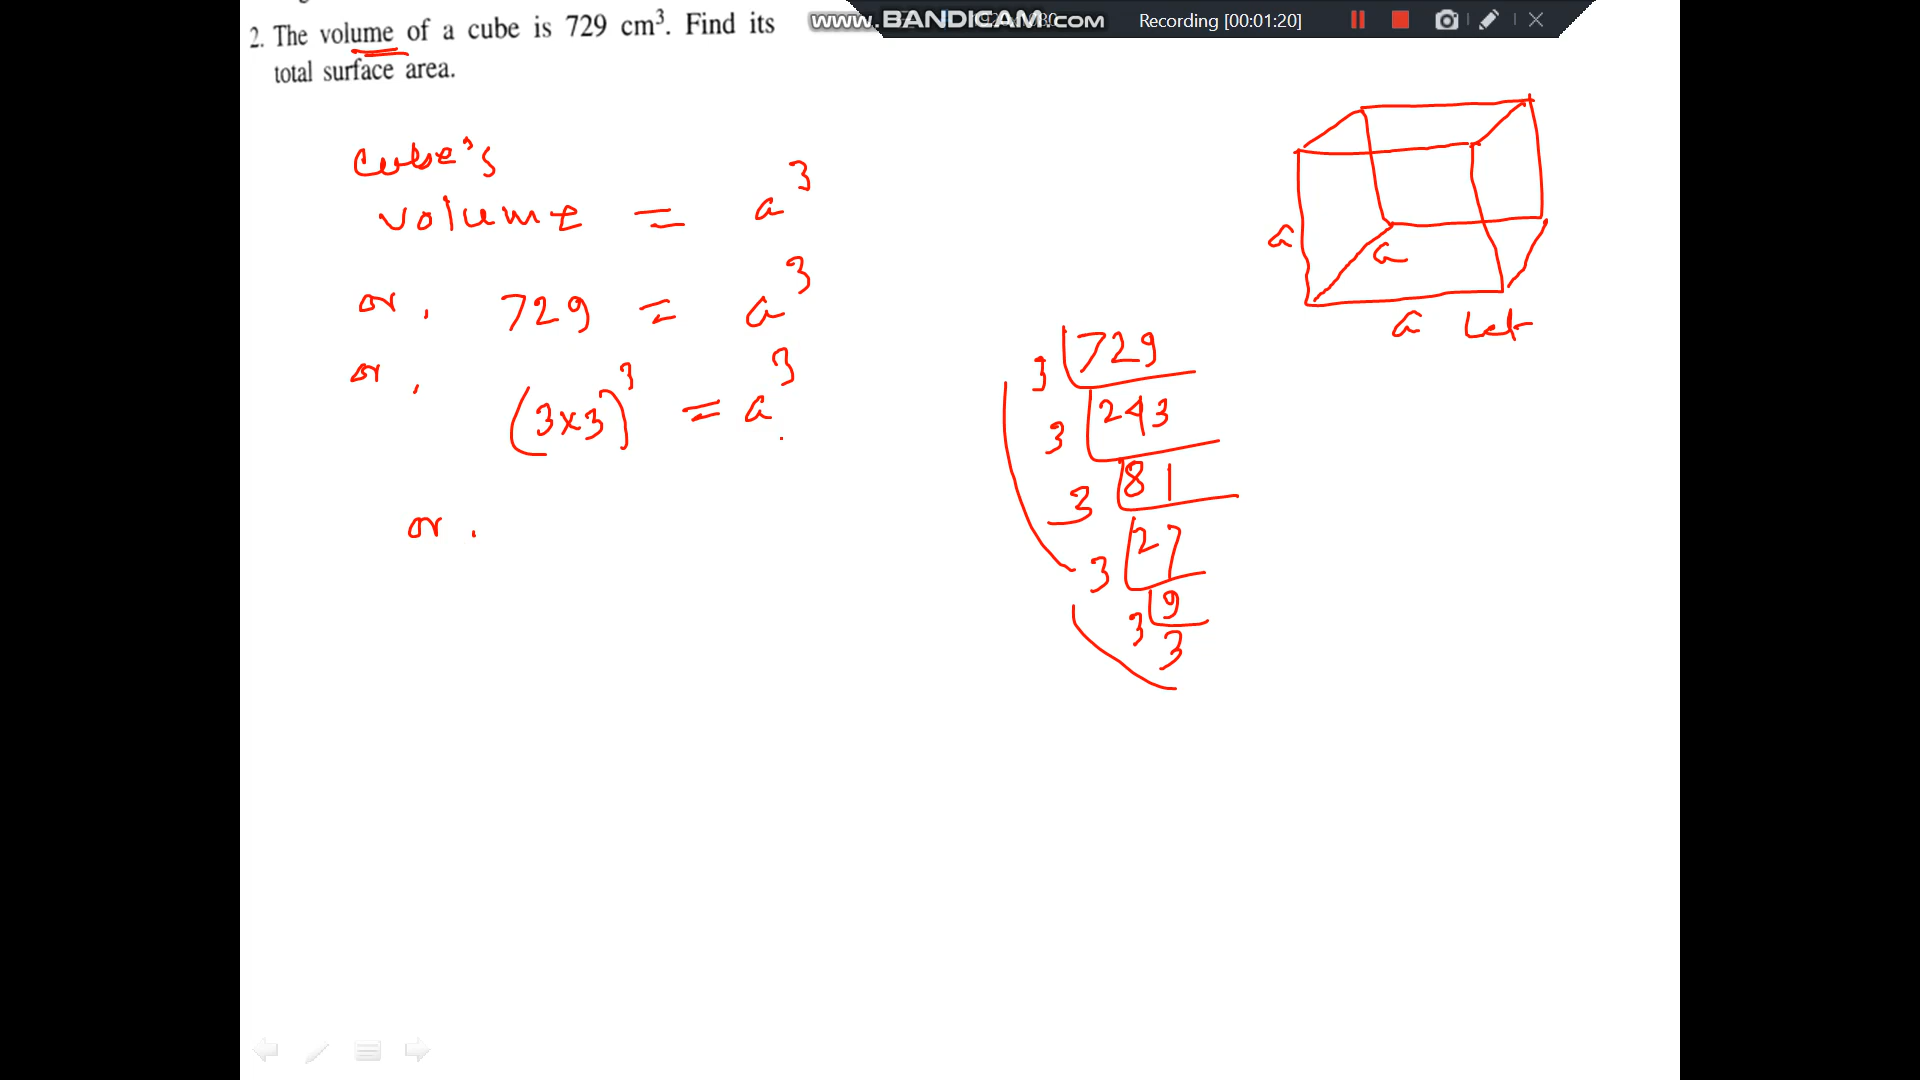 2. The volume of a cube is 729 cm³. Find its
total surface area.
www.BANDICAM.com
Recording [00:01:20]
Cube's
volume = a³
or, 729 = a³
or, (3×3)³ = a³
or,
a
a
a Let
3 729
3 243
3 81
3 27
3 9
3